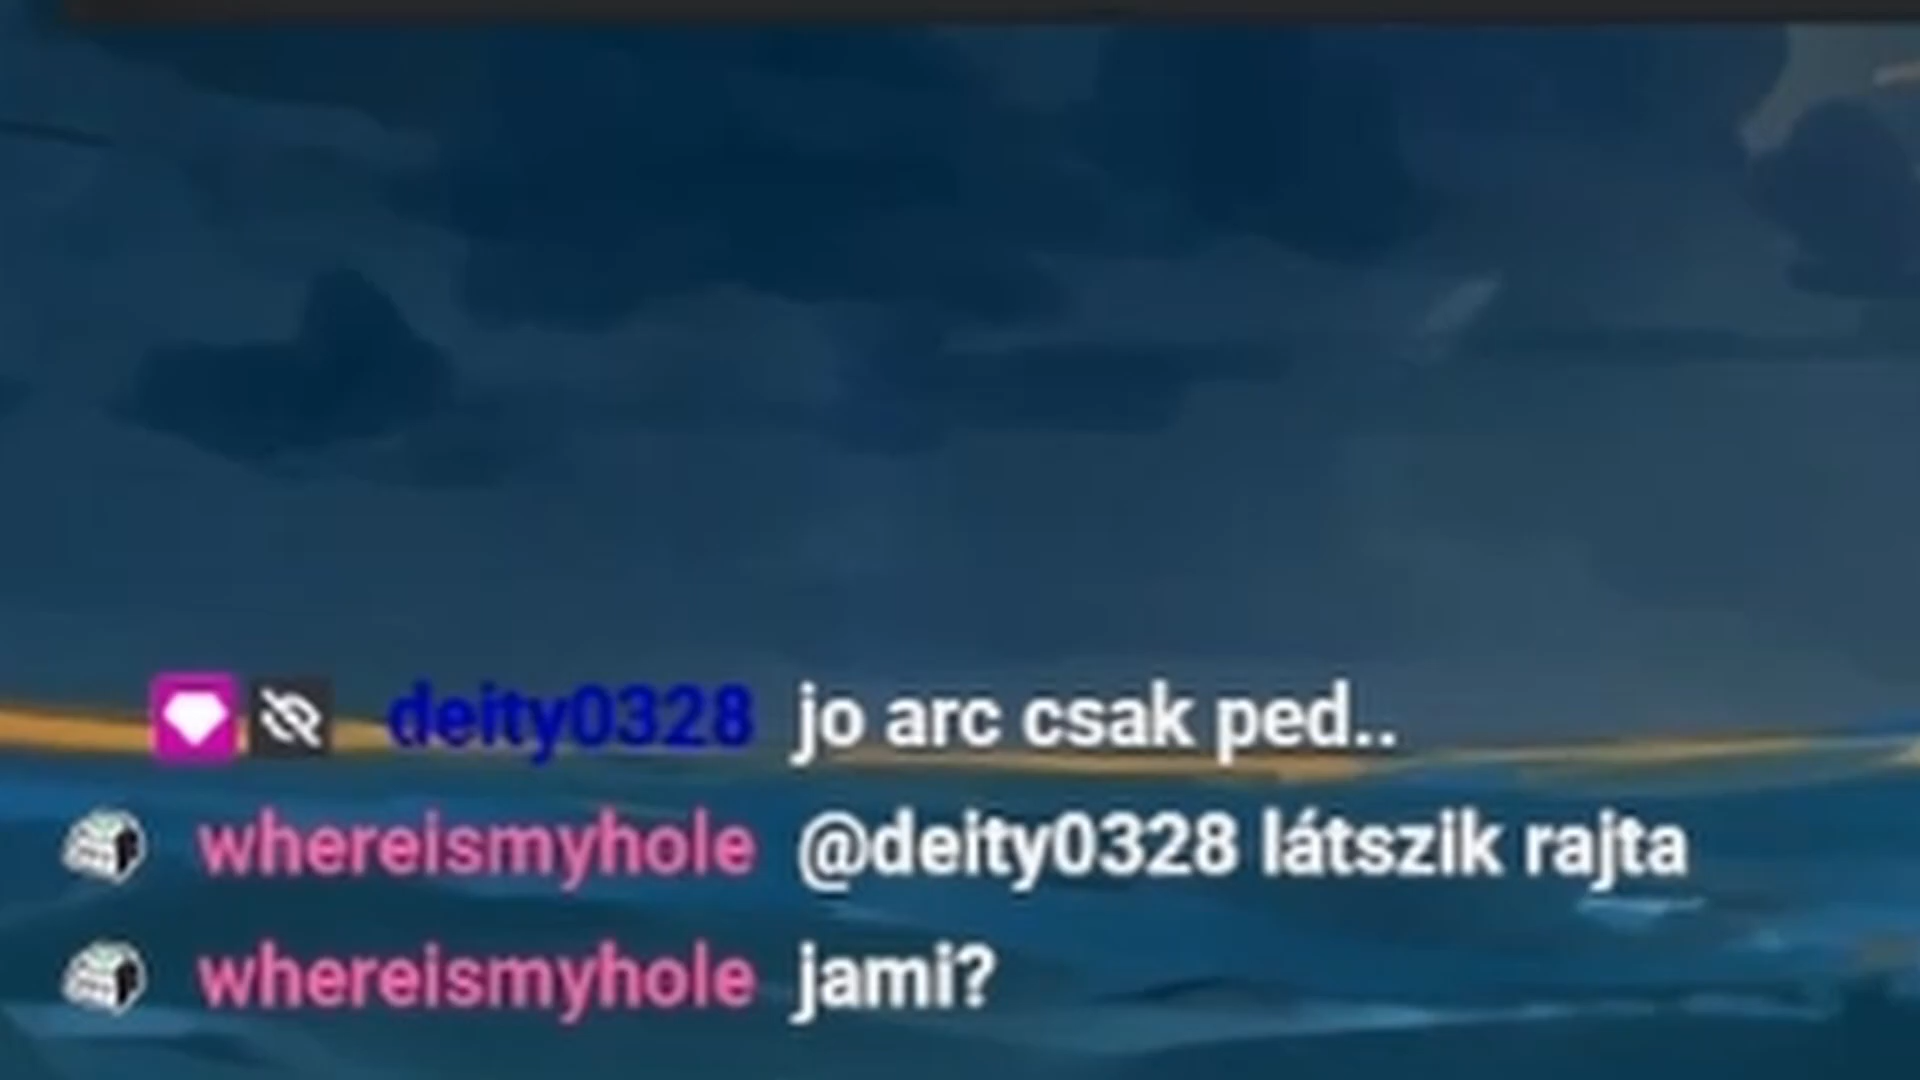 deity0328 jo arc csak ped..
whereismyhole @deity0328 látszik rajta
whereismyhole jami?